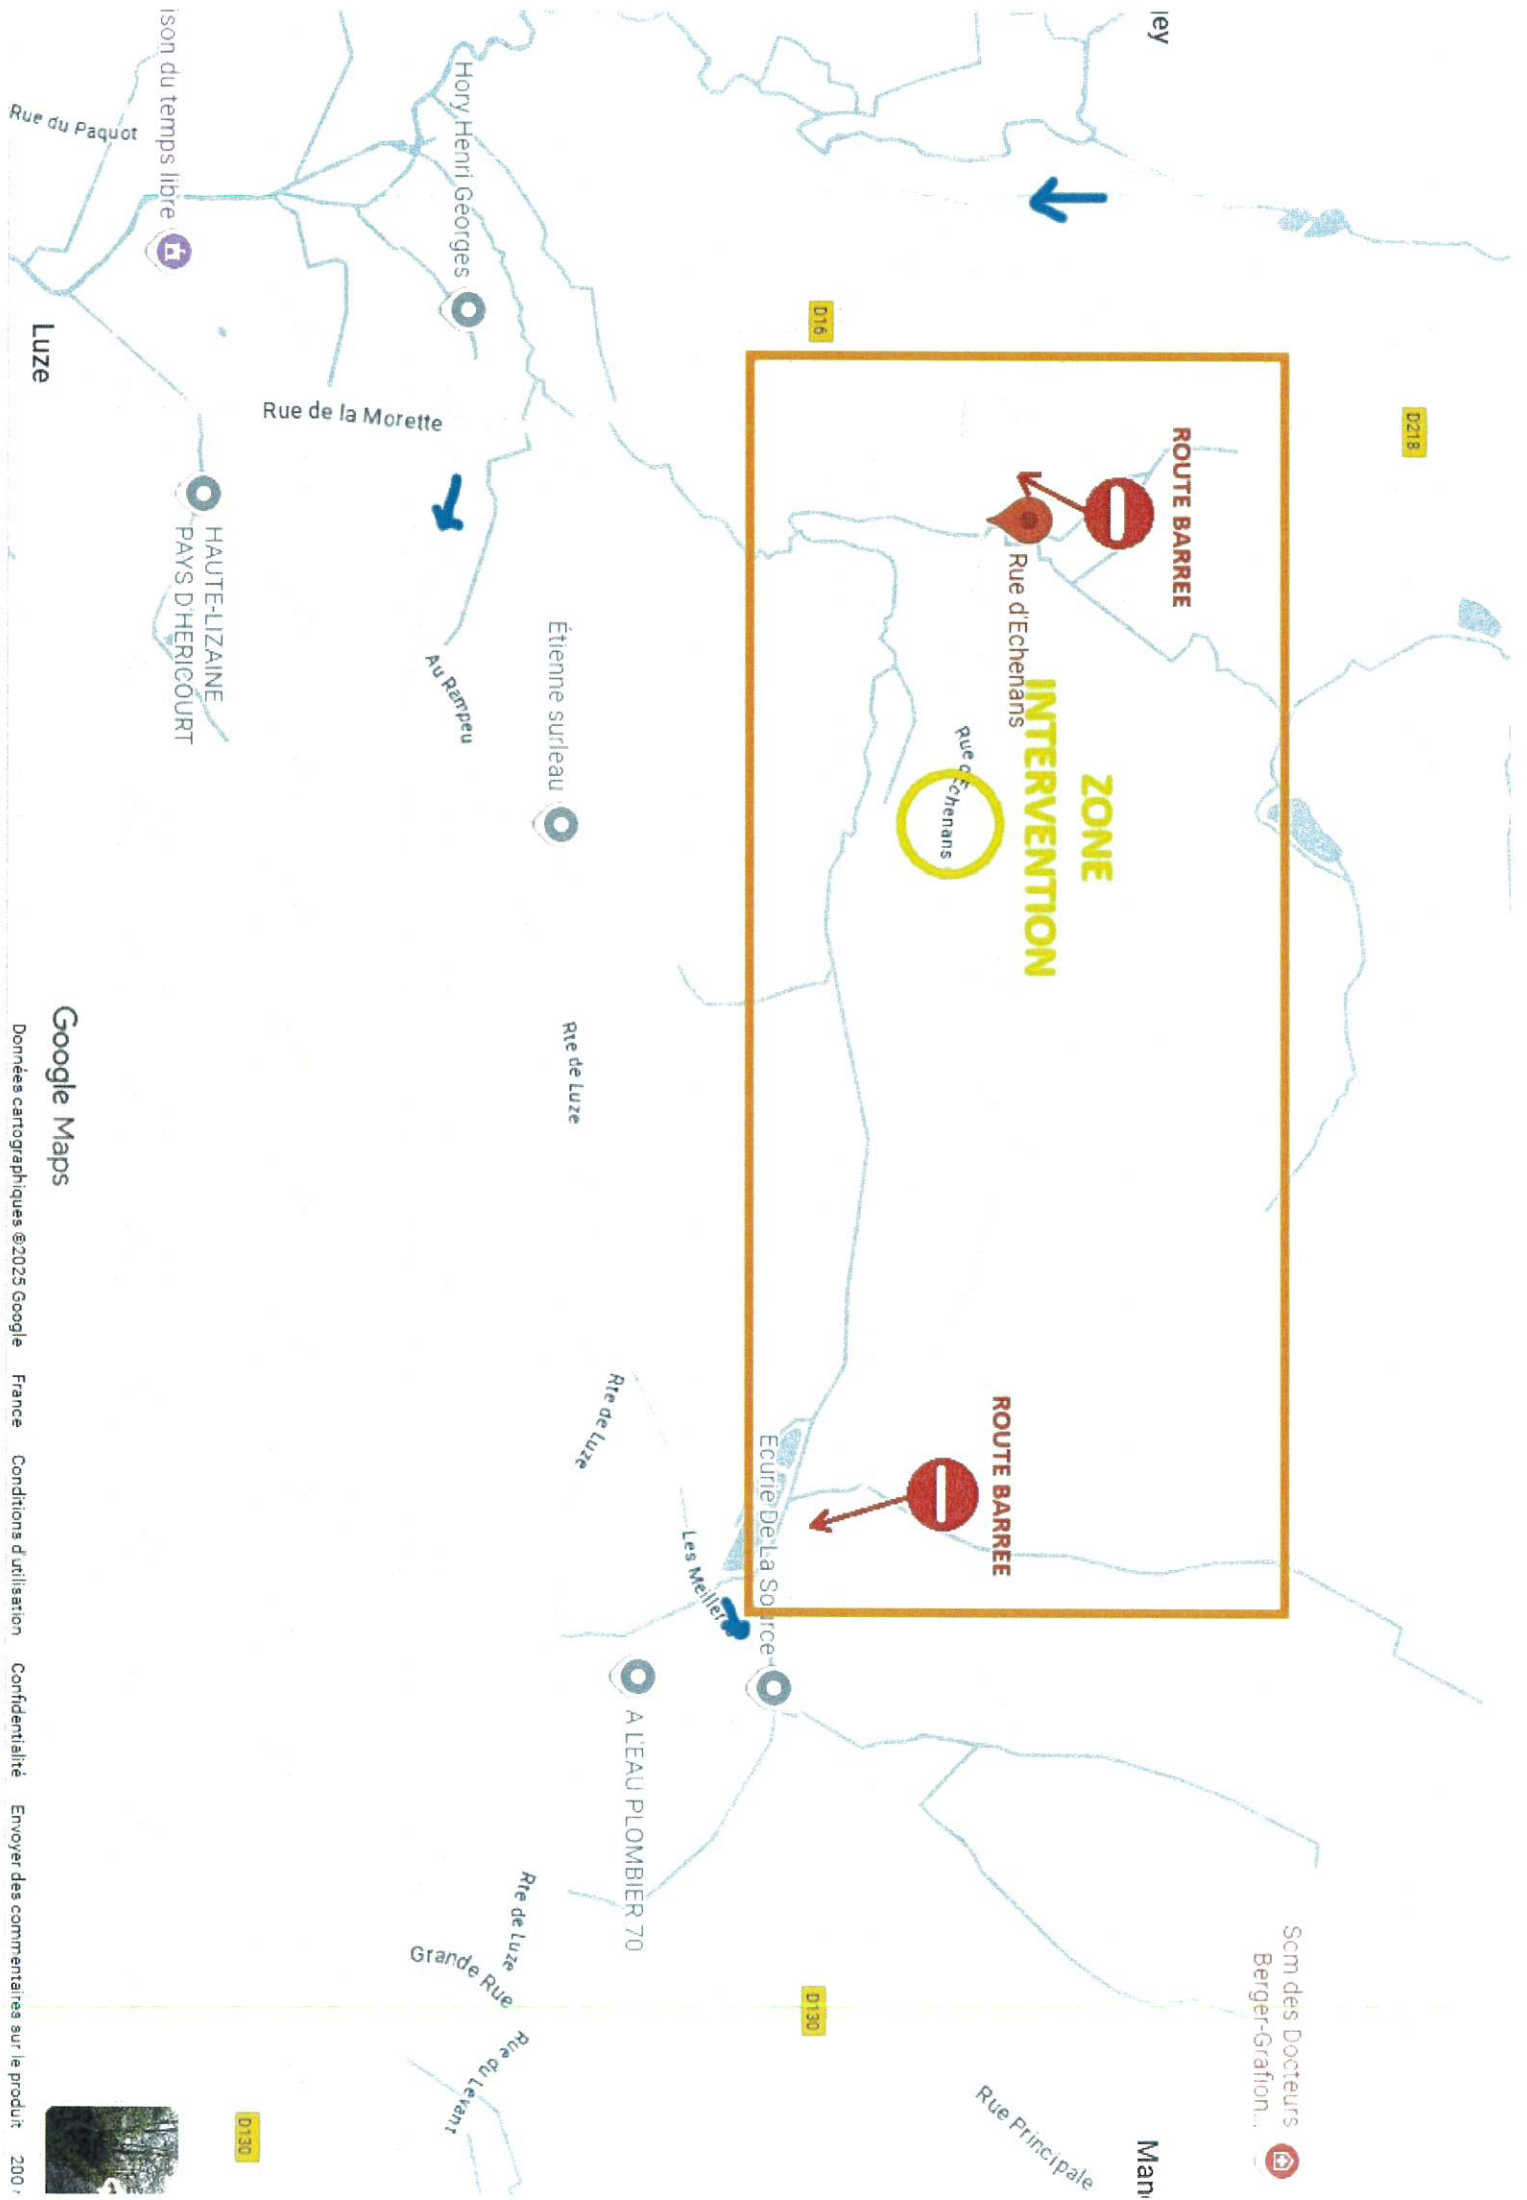 ley
D218
D16
ROUTE BARREE
Rue d'Echenans
ZONE
INTERVENTION
Rue d'Echenans
ROUTE BARREE
Ecurie De La Source
Scm des Docteurs
Berger-Graflon...
Man
Rue Principale
D130
Hory Henri Georges
ison du temps libre
Rue du Paquot
Luze
Rue de la Morette
HAUTE-LIZAINE
PAYS D'HERICOURT
Au Rampeu
Étienne surleau
Rte de Luze
Rte de Luze
Les Meillers
A L'EAU PLOMBIER 70
Rte de Luze
Grande Rue
Rue du Levant
D130
Google Maps
Données cartographiques ©2025 Google France Conditions d'utilisation Confidentialité Envoyer des commentaires sur le produit 200